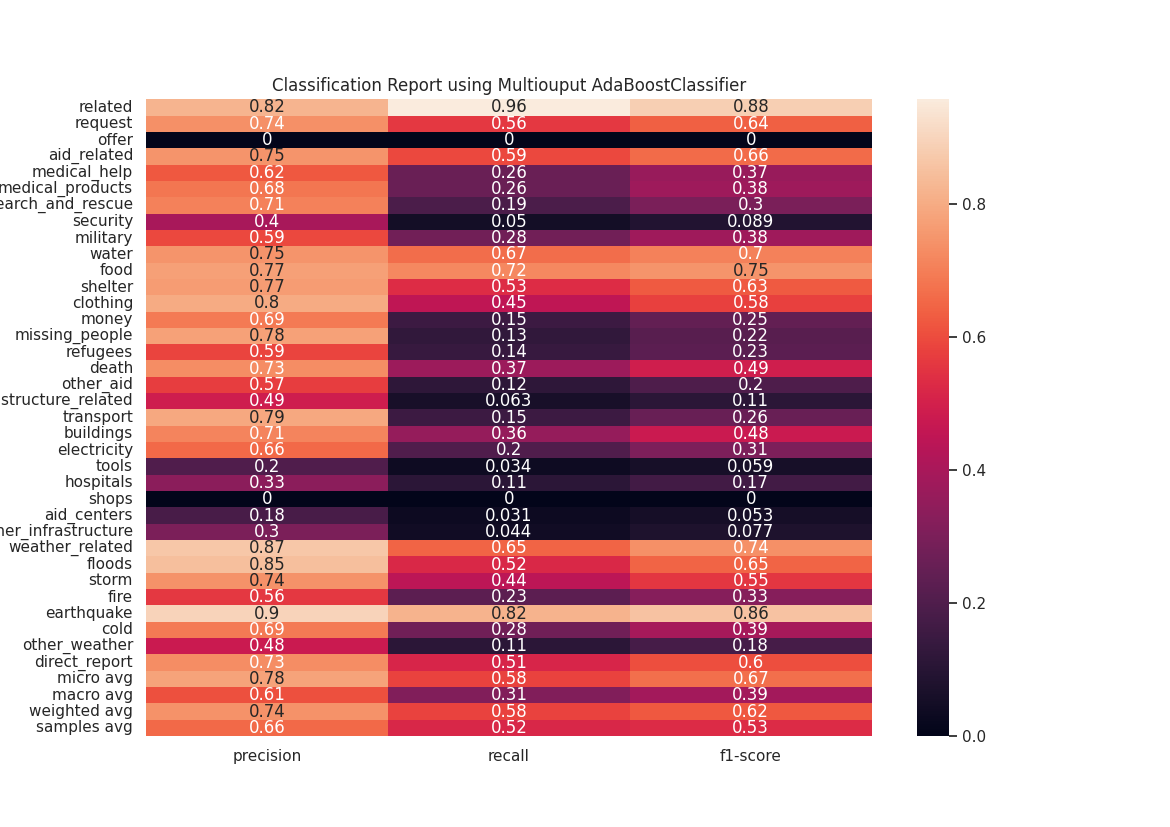 Classification Report using Multiouput AdaBoostClassifier
related 0.82 0.96 0.88
request 0.74 0.56 0.64
offer 0 0 0
aid_related 0.75 0.59 0.66
medical_help 0.62 0.26 0.37
medical_products 0.68 0.26 0.38
earch_and_rescue 0.71 0.19 0.3
security 0.4 0.05 0.089
military 0.59 0.28 0.38
water 0.75 0.67 0.7
food 0.77 0.72 0.75
shelter 0.77 0.53 0.63
clothing 0.8 0.45 0.58
money 0.69 0.15 0.25
missing_people 0.78 0.13 0.22
refugees 0.59 0.14 0.23
death 0.73 0.37 0.49
other_aid 0.57 0.12 0.2
structure_related 0.49 0.063 0.11
transport 0.79 0.15 0.26
buildings 0.71 0.36 0.48
electricity 0.66 0.2 0.31
tools 0.2 0.034 0.059
hospitals 0.33 0.11 0.17
shops 0 0 0
aid_centers 0.18 0.031 0.053
her_infrastructure 0.3 0.044 0.077
weather_related 0.87 0.65 0.74
floods 0.85 0.52 0.65
storm 0.74 0.44 0.55
fire 0.56 0.23 0.33
earthquake 0.9 0.82 0.86
cold 0.69 0.28 0.39
other_weather 0.48 0.11 0.18
direct_report 0.73 0.51 0.6
micro avg 0.78 0.58 0.67
macro avg 0.61 0.31 0.39
weighted avg 0.74 0.58 0.62
samples avg 0.66 0.52 0.53
precision recall f1-score
0.8
0.6
0.4
0.2
0.0